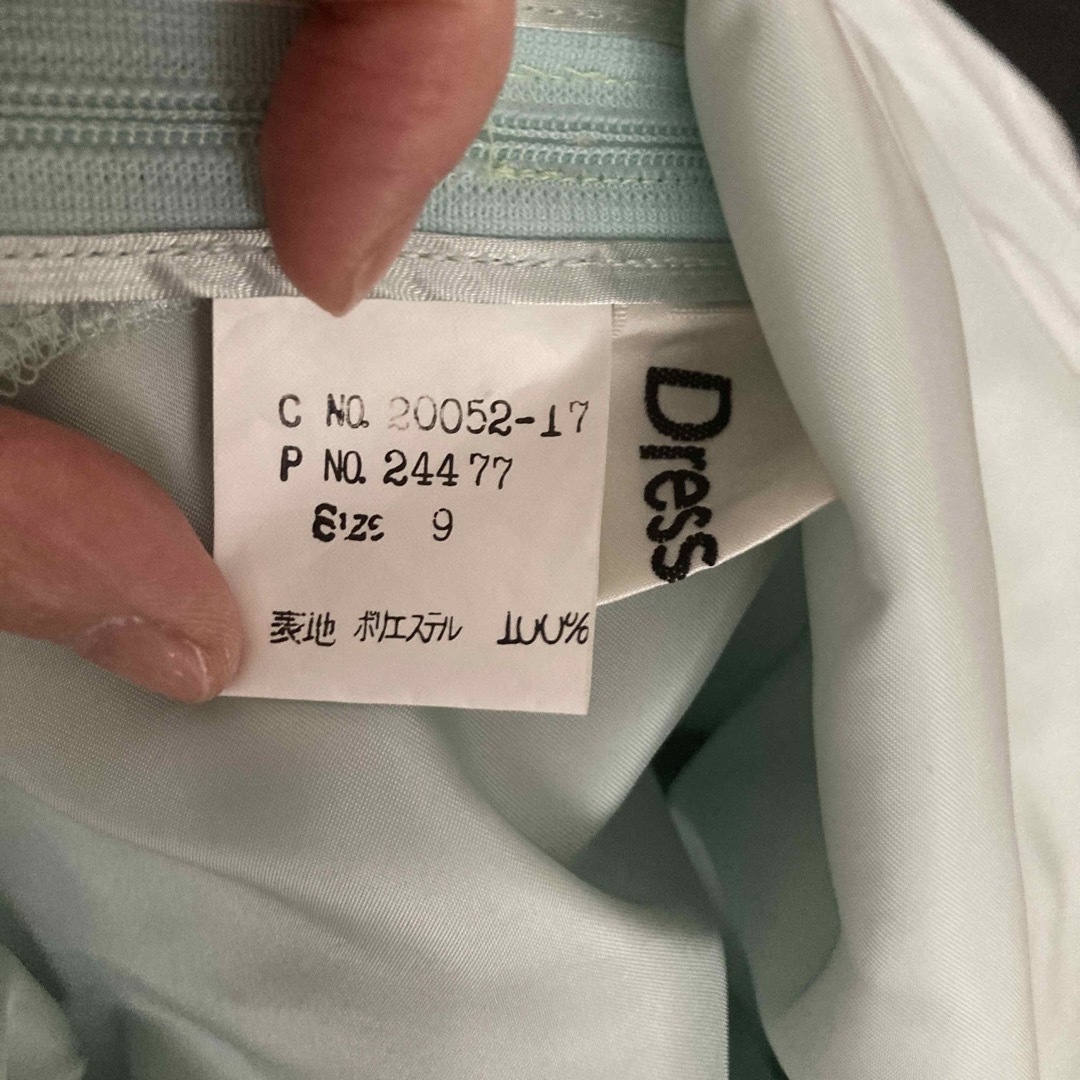 C NO. 20052-17
P NO. 24477
Size 9
表地 ポリエステル 100%
Dress